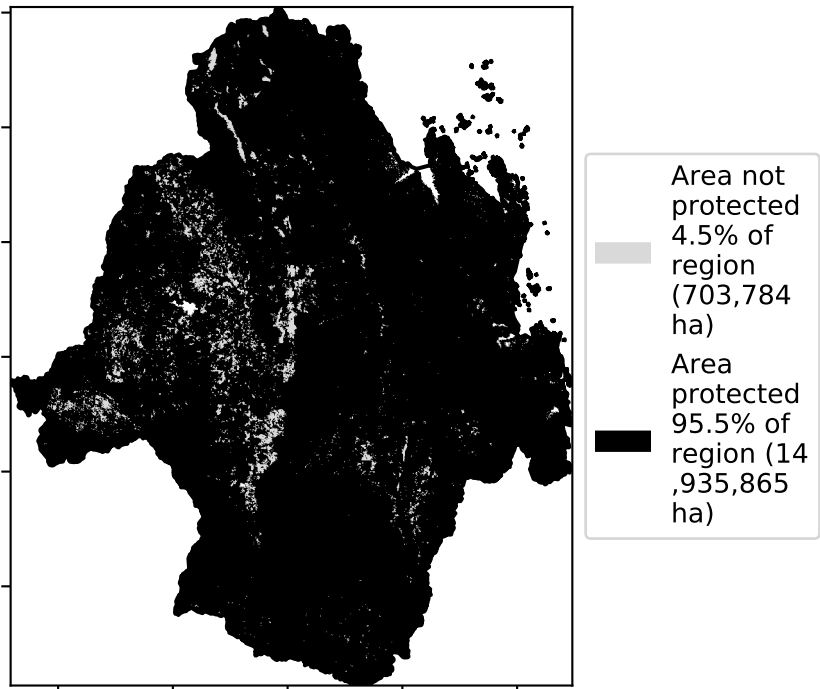 Area not
protected
4.5% of
region
(703,784
ha)
Area
protected
95.5% of
region (14
,935,865
ha)